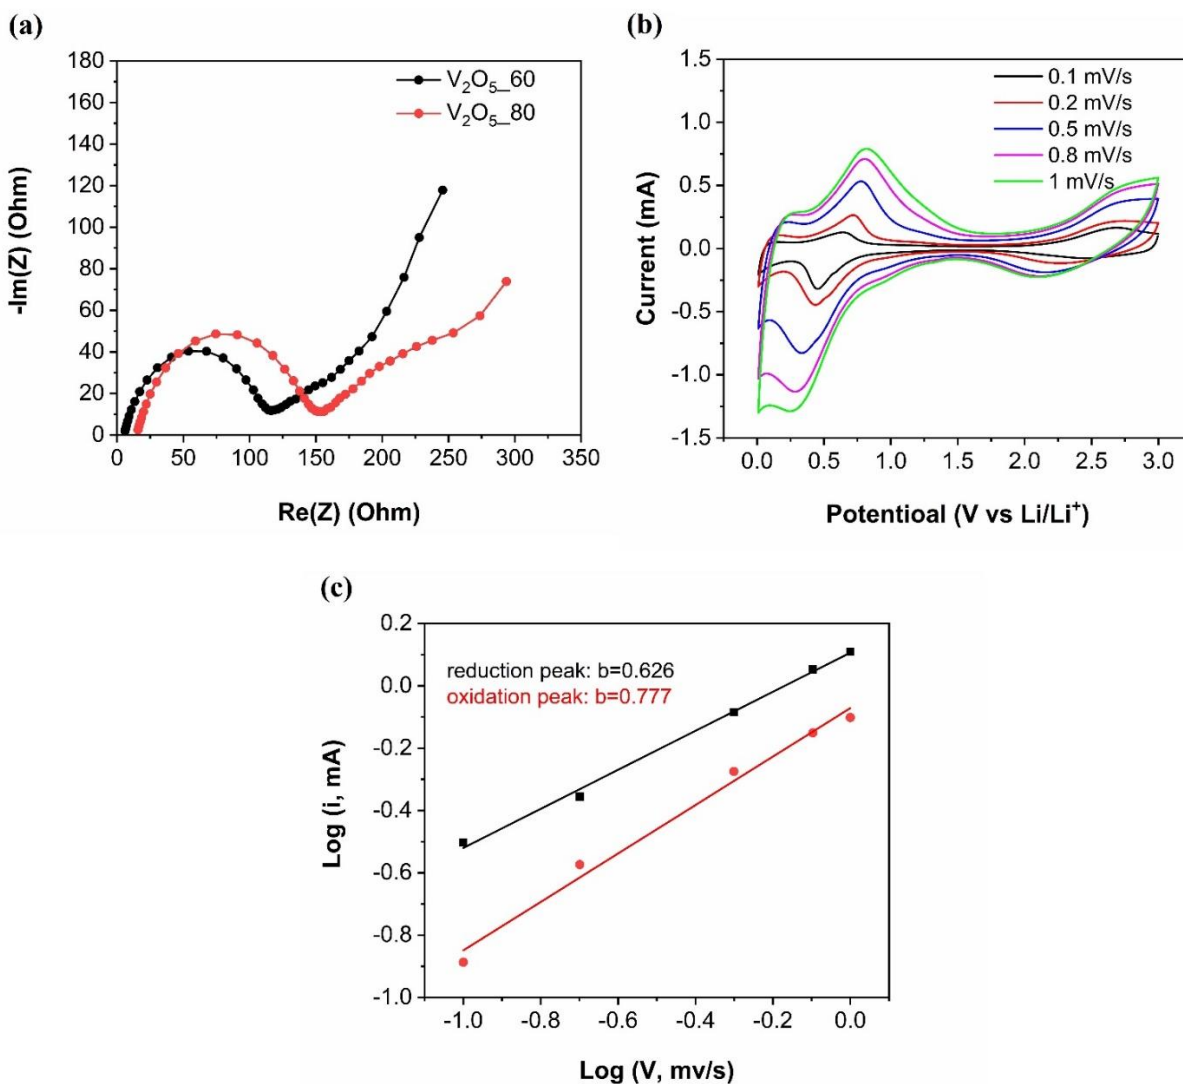 (a)
180
160
140
120
100
80
60
40
20
0
0 50 100 150 200 250 300 350
-Im(Z) (Ohm)
Re(Z) (Ohm)
V2O5_60
V2O5_80
(b)
1.5
1.0
0.5
0.0
-0.5
-1.0
-1.5
0.0 0.5 1.0 1.5 2.0 2.5 3.0
Current (mA)
Potentioal (V vs Li/Li+)
0.1 mV/s
0.2 mV/s
0.5 mV/s
0.8 mV/s
1 mV/s
(c)
0.2
0.0
-0.2
-0.4
-0.6
-0.8
-1.0
-1.0 -0.8 -0.6 -0.4 -0.2 0.0
Log (i, mA)
Log (V, mv/s)
reduction peak: b=0.626
oxidation peak: b=0.777